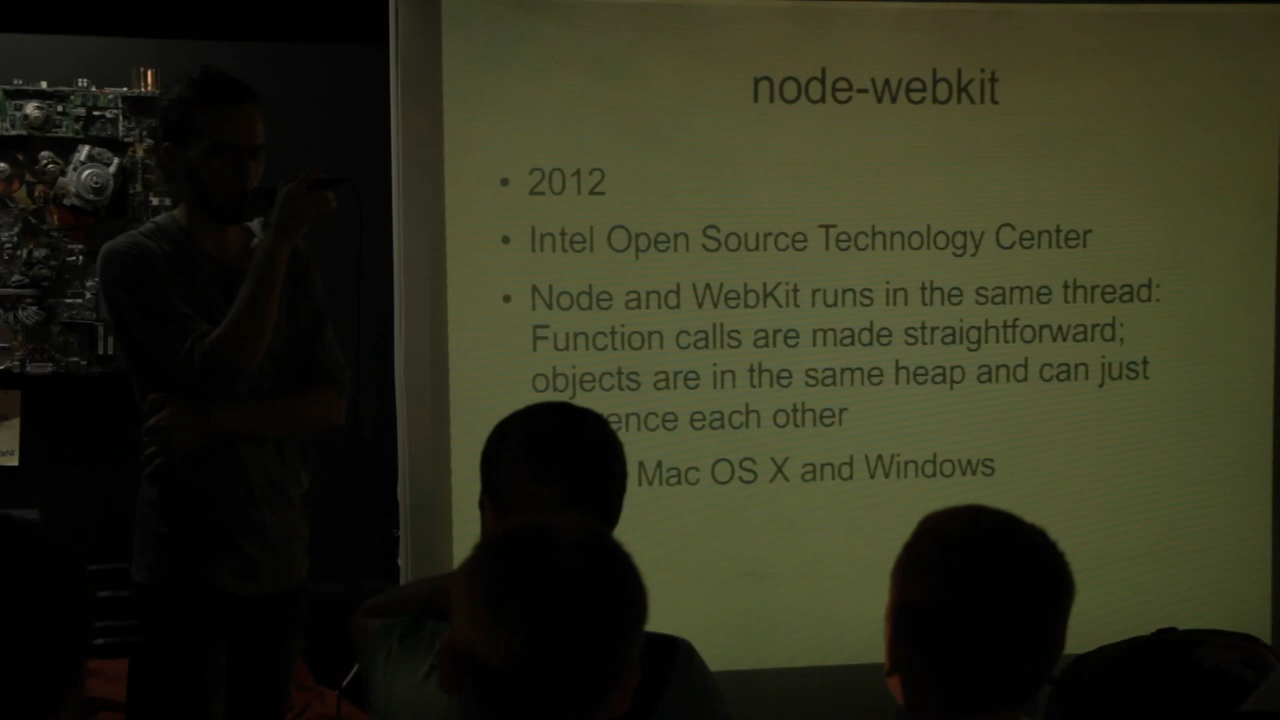 node-webkit
• 2012
• Intel Open Source Technology Center
• Node and WebKit runs in the same thread:
Function calls are made straightforward;
objects are in the same heap and can just
each other
Mac OS X and Windows